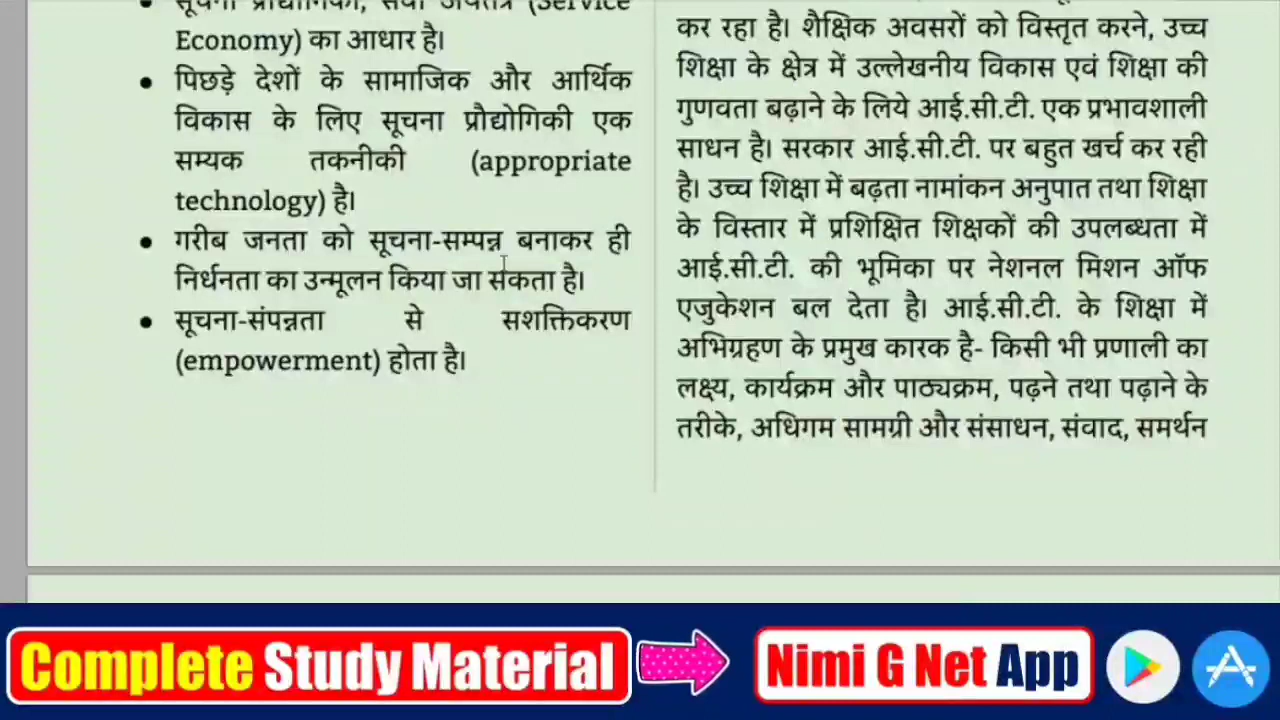 सूचना प्रौद्योगिकी, सेवा अर्थतंत्र (Service
Economy) का आधार है।
पिछड़े देशों के सामाजिक और आर्थिक
विकास के लिए सूचना प्रौद्योगिकी एक
सम्यक तकनीकी (appropriate
technology) है।
गरीब जनता को सूचना-सम्पन्न बनाकर ही
निर्धनता का उन्मूलन किया जा सकता है।
सूचना-संपन्नता से सशक्तिकरण
(empowerment) होता है।
कर रहा है। शैक्षिक अवसरों को विस्तृत करने, उच्च
शिक्षा के क्षेत्र में उल्लेखनीय विकास एवं शिक्षा की
गुणवता बढ़ाने के लिये आई.सी.टी. एक प्रभावशाली
साधन है। सरकार आई.सी.टी. पर बहुत खर्च कर रही
है। उच्च शिक्षा में बढ़ता नामांकन अनुपात तथा शिक्षा
के विस्तार में प्रशिक्षित शिक्षकों की उपलब्धता में
आई.सी.टी. की भूमिका पर नेशनल मिशन ऑफ
एजुकेशन बल देता है। आई.सी.टी. के शिक्षा में
अभिग्रहण के प्रमुख कारक है- किसी भी प्रणाली का
लक्ष्य, कार्यक्रम और पाठ्यक्रम, पढ़ने तथा पढ़ाने के
तरीके, अधिगम सामग्री और संसाधन, संवाद, समर्थन
Complete Study Material
Nimi G Net App